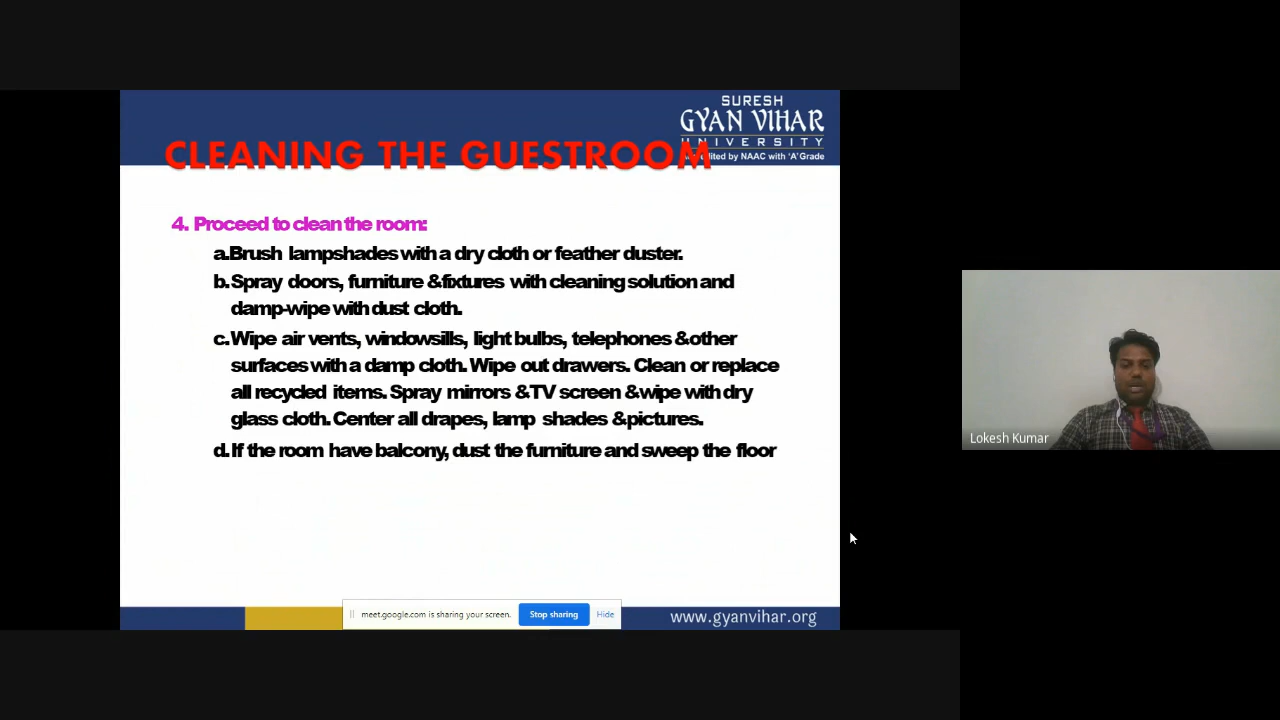 SURESH
GYAN VIHAR
UNIVERSITY
edited by NAAC with 'A' Grade
CLEANING THE GUESTROOM
4. Proceed to clean the room:
a.Brush lampshades with a dry cloth or feather duster.
b.Spray doors, furniture &fixtures with cleaning solution and
damp-wipe with dust cloth.
c.Wipe air vents, windowsills, light bulbs, telephones &other
surfaces with a damp cloth. Wipe out drawers. Clean or replace
all recycled items. Spray mirrors &TV screen &wipe with dry
glass cloth. Center all drapes, lamp shades &pictures.
d.If the room have balcony, dust the furniture and sweep the floor
Lokesh Kumar
meet.google.com is sharing your screen.
Stop sharing
Hide
www.gyanvihar.org